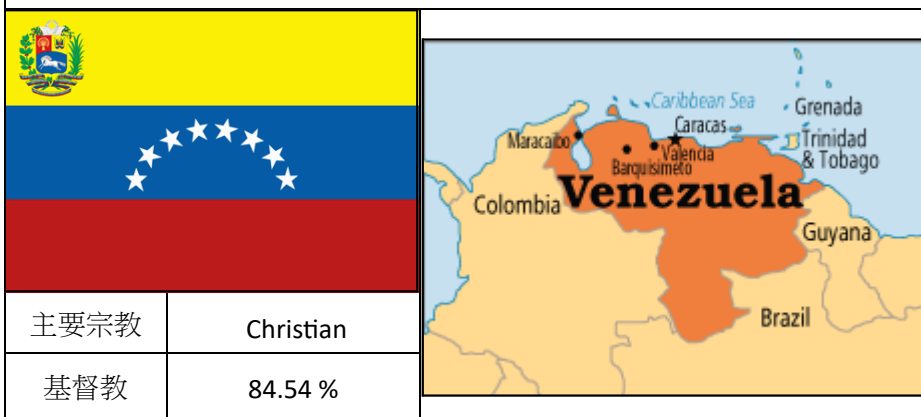 Caribbean Sea
Grenada
Caracas
Trinidad
& Tobago
Maracaibo
Valencia
Barquisimeto
Venezuela
Colombia
Guyana
Brazil
主要宗教 Christian
基督教 84.54 %